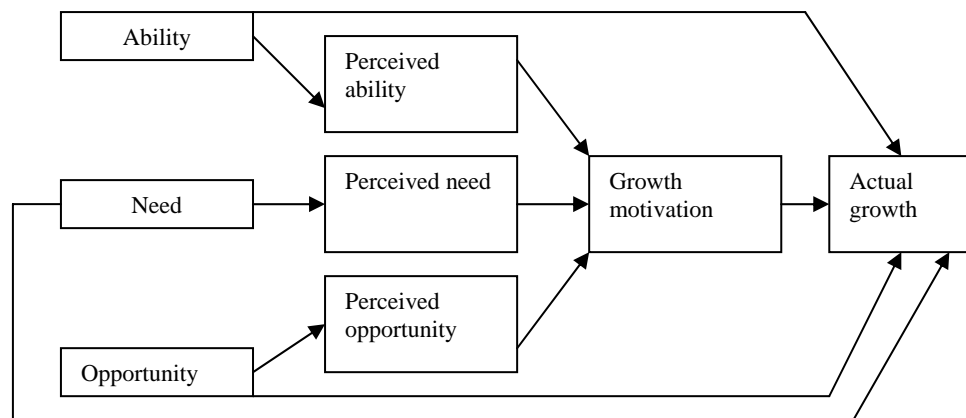 Ability
Perceived
ability
Need
Perceived need
Growth
motivation
Actual
growth
Perceived
opportunity
Opportunity